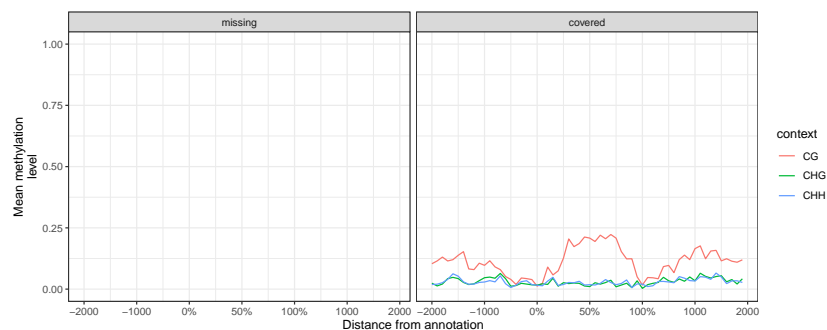 missing
covered
1.00
0.75
0.50
0.25
0.00
Mean methylation
level
−2000 −1000 0% 50% 100% 1000 2000
−2000 −1000 0% 50% 100% 1000 2000
Distance from annotation
context
CG
CHG
CHH